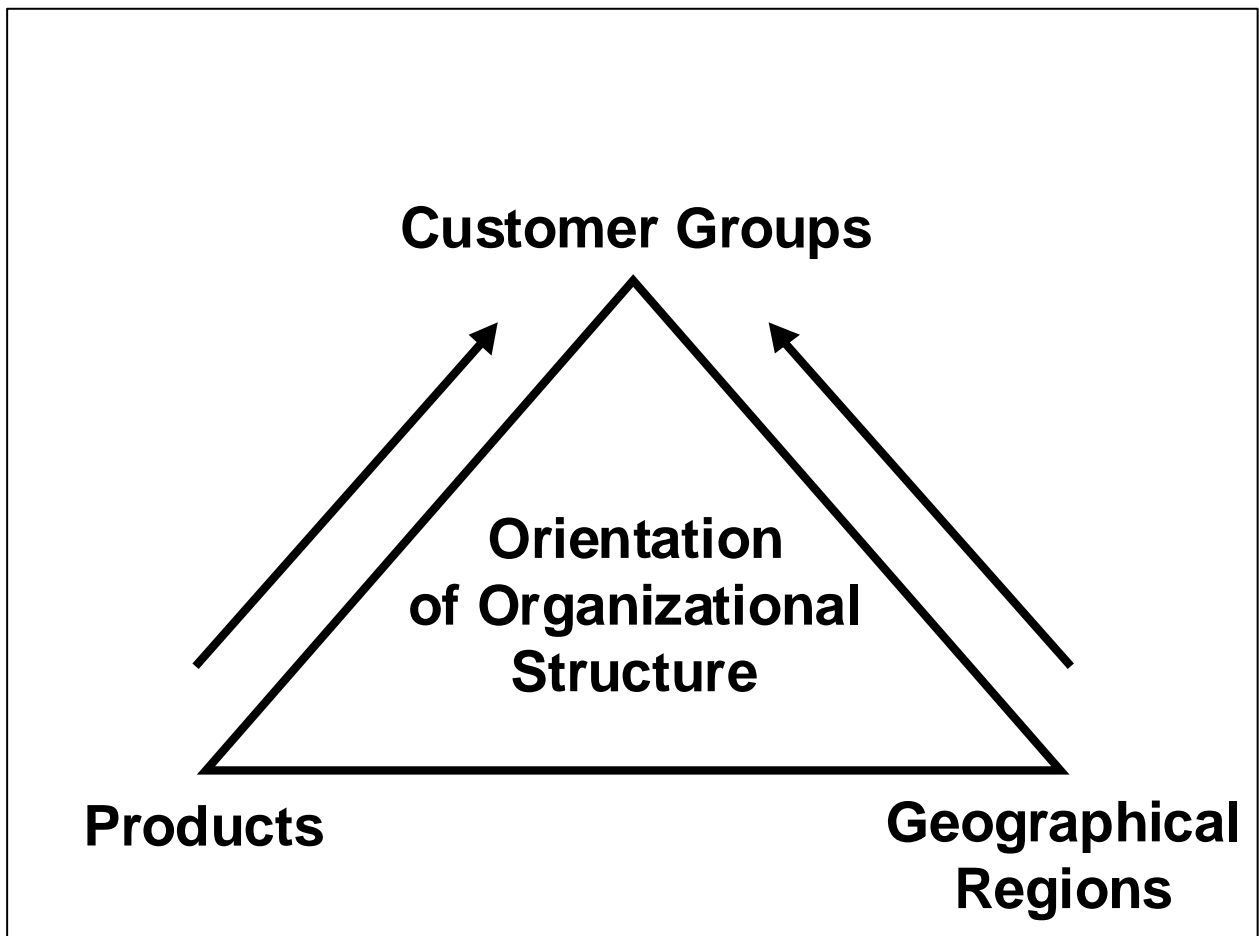 Customer Groups
Orientation
of Organizational
Structure
Products
Geographical
Regions